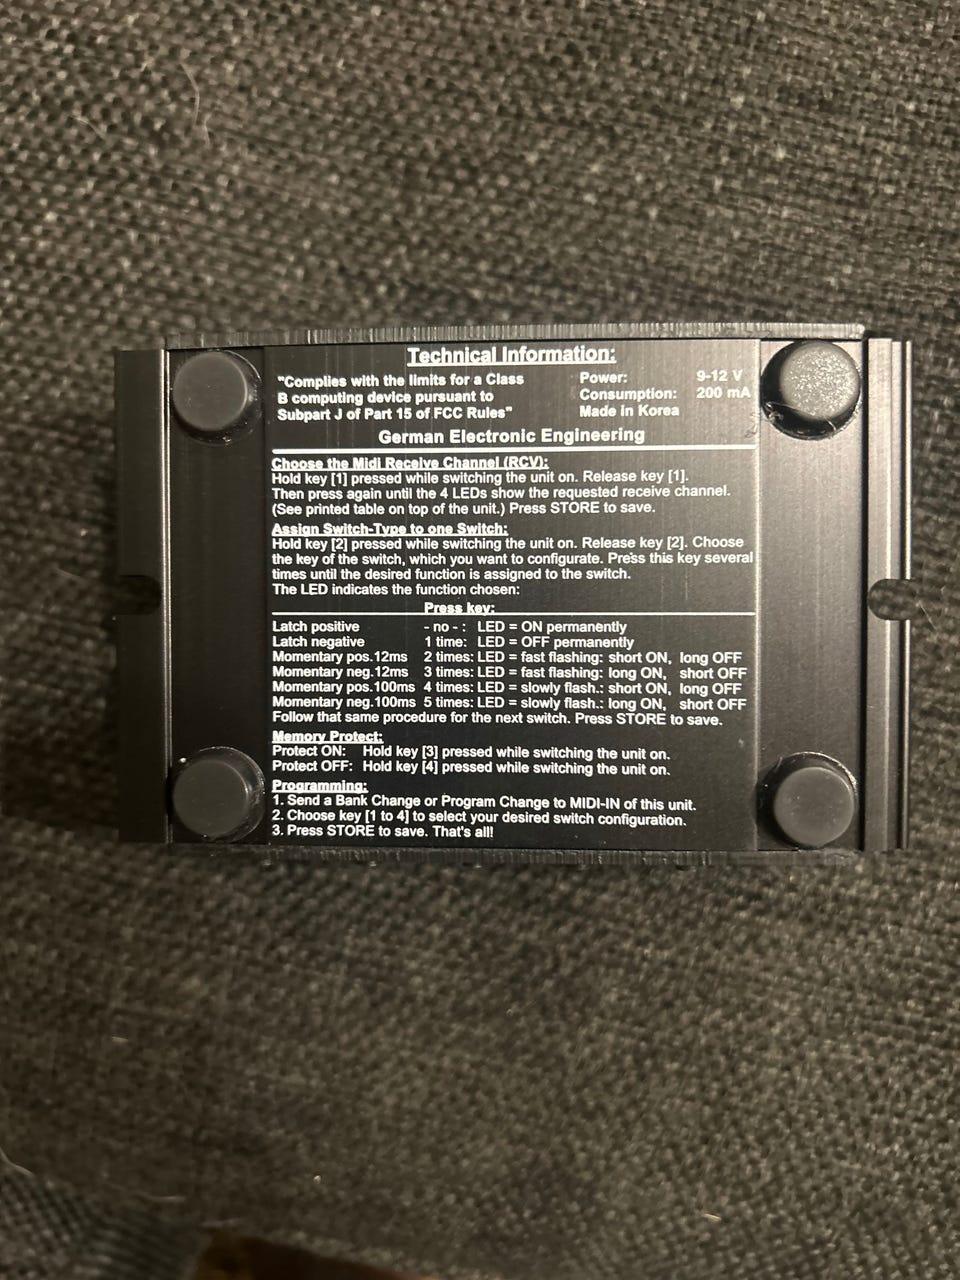 Technical Information:
"Complies with the limits for a Class
B computing device pursuant to
Subpart J of Part 15 of FCC Rules"
Power: 9-12 V
Consumption: 200 mA
Made in Korea
German Electronic Engineering
Choose the Midi Receive Channel (RCV):
Hold key [1] pressed while switching the unit on. Release key [1].
Then press again until the 4 LEDs show the requested receive channel.
(See printed table on top of the unit.) Press STORE to save.
Assign Switch-Type to one Switch:
Hold key [2] pressed while switching the unit on. Release key [2]. Choose
the key of the switch, which you want to configurate. Press this key several
times until the desired function is assigned to the switch.
The LED indicates the function chosen:
Press key:
Latch positive - no - : LED = ON permanently
Latch negative 1 time: LED = OFF permanently
Momentary pos.12ms 2 times: LED = fast flashing: short ON, long OFF
Momentary neg.12ms 3 times: LED = fast flashing: long ON, short OFF
Momentary pos.100ms 4 times: LED = slowly flash.: short ON, long OFF
Momentary neg.100ms 5 times: LED = slowly flash.: long ON, short OFF
Follow that same procedure for the next switch. Press STORE to save.
Memory Protect:
Protect ON: Hold key [3] pressed while switching the unit on.
Protect OFF: Hold key [4] pressed while switching the unit on.
Programming:
1. Send a Bank Change or Program Change to MIDI-IN of this unit.
2. Choose key [1 to 4] to select your desired switch configuration.
3. Press STORE to save. That's all!